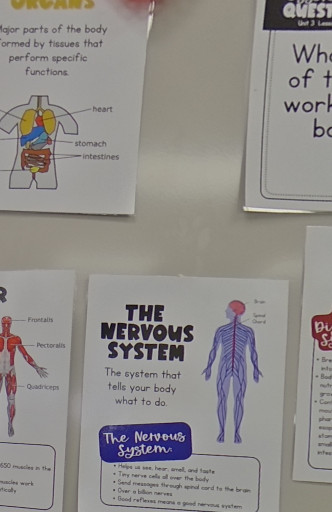 ORGANS
Major parts of the body
formed by tissues that
perform specific
functions.
heart
stomach
intestines
QUEST
Unit 3
Wh
of t
work
bo
R
Frontalis
Pectoralis
Quadriceps
650 muscles in the
muscles work
THE
NERVOUS
SYSTEM
The system that
tells your body
what to do.
Brain
Spinal
Chord
The Nervous
System:
• Helps us see, hear, smell, and taste
• Tiny nerve cells all over the body
• Send messages through spinal cord to the brain
• Over a billion nerves
• Good reflexes means a good nervous system
Di
S
• Bre